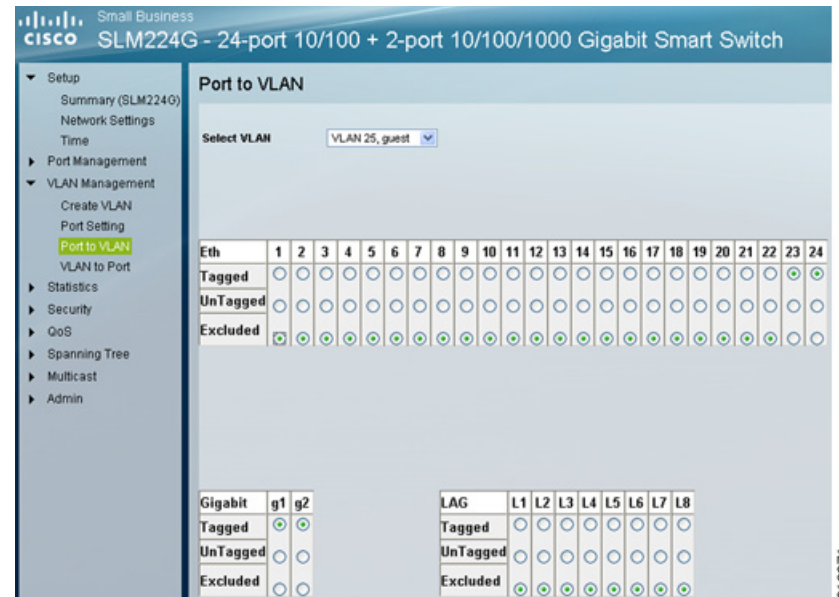 Small Business
CISCO SLM224G - 24-port 10/100 + 2-port 10/100/1000 Gigabit Smart Switch
Setup
Summary (SLM224G)
Network Settings
Time
Port Management
VLAN Management
Create VLAN
Port Setting
Port to VLAN
VLAN to Port
Statistics
Security
QoS
Spanning Tree
Multicast
Admin
Port to VLAN
Select VLAN VLAN 25, guest
Eth 1 2 3 4 5 6 7 8 9 10 11 12 13 14 15 16 17 18 19 20 21 22 23 24
Tagged
UnTagged
Excluded
Gigabit g1 g2
Tagged
UnTagged
Excluded
LAG L1 L2 L3 L4 L5 L6 L7 L8
Tagged
UnTagged
Excluded